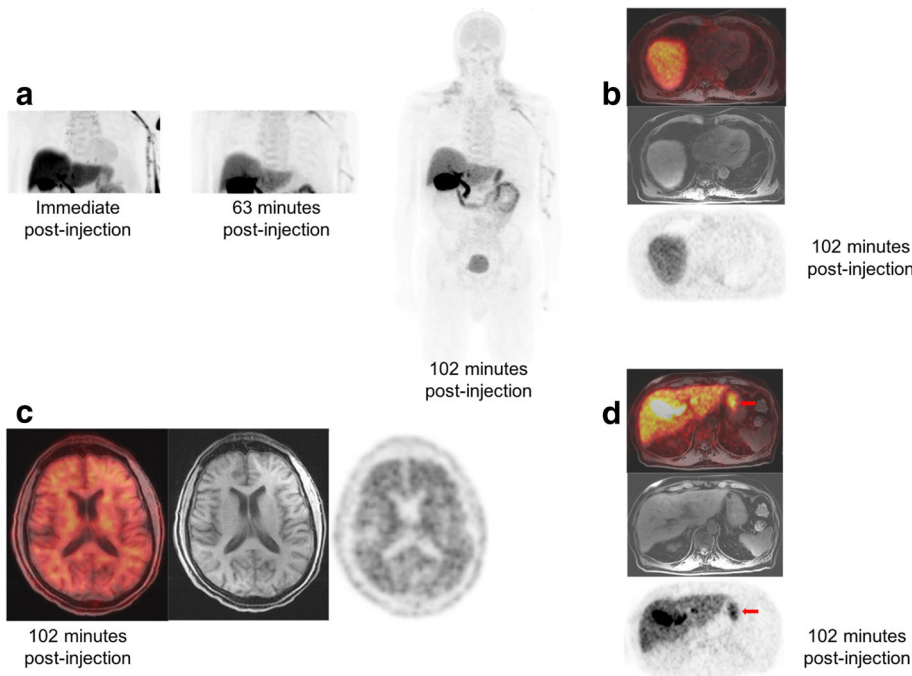 a
Immediate
post-injection
63 minutes
post-injection
102 minutes
post-injection
b
102 minutes
post-injection
c
102 minutes
post-injection
d
102 minutes
post-injection